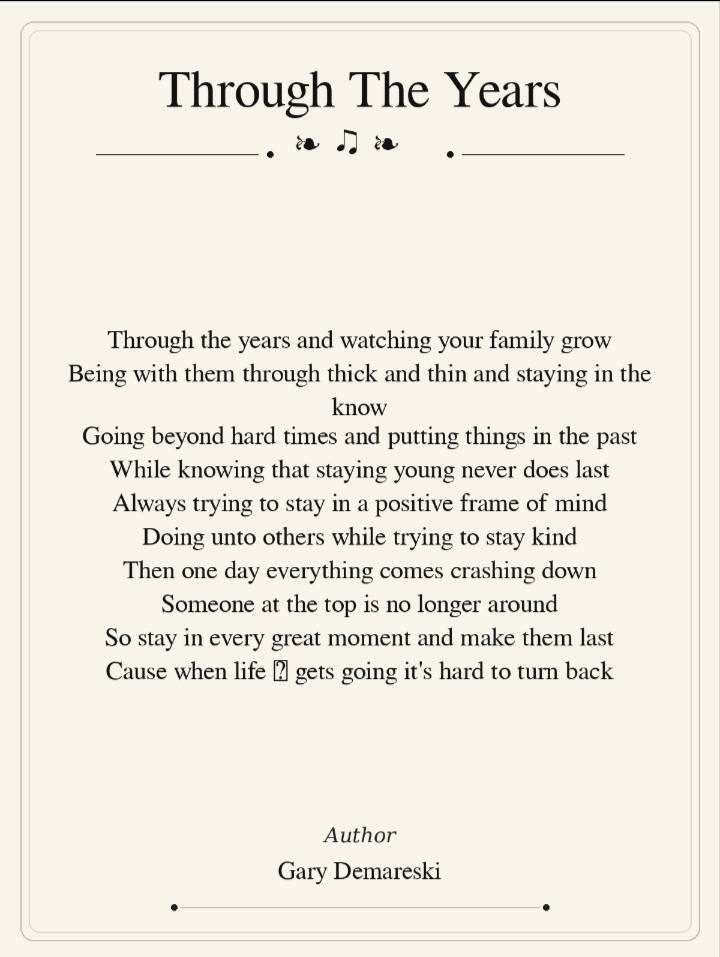 Through The Years
❧ ♫ ❧
Through the years and watching your family grow
Being with them through thick and thin and staying in the
know
Going beyond hard times and putting things in the past
While knowing that staying young never does last
Always trying to stay in a positive frame of mind
Doing unto others while trying to stay kind
Then one day everything comes crashing down
Someone at the top is no longer around
So stay in every great moment and make them last
Cause when life ⍰ gets going it's hard to turn back
Author
Gary Demareski